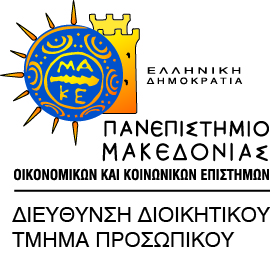 ΜΑ
ΚΕ
ΕΛΛΗΝΙΚΗ
ΔΗΜΟΚΡΑΤΙΑ
ΠΑΝΕΠΙΣΤΗΜΙΟ
ΜΑΚΕΔΟΝΙΑΣ
ΟΙΚΟΝΟΜΙΚΩΝ ΚΑΙ ΚΟΙΝΩΝΙΚΩΝ ΕΠΙΣΤΗΜΩΝ
ΔΙΕΥΘΥΝΣΗ ΔΙΟΙΚΗΤΙΚΟΥ
ΤΜΗΜΑ ΠΡΟΣΩΠΙΚΟΥ